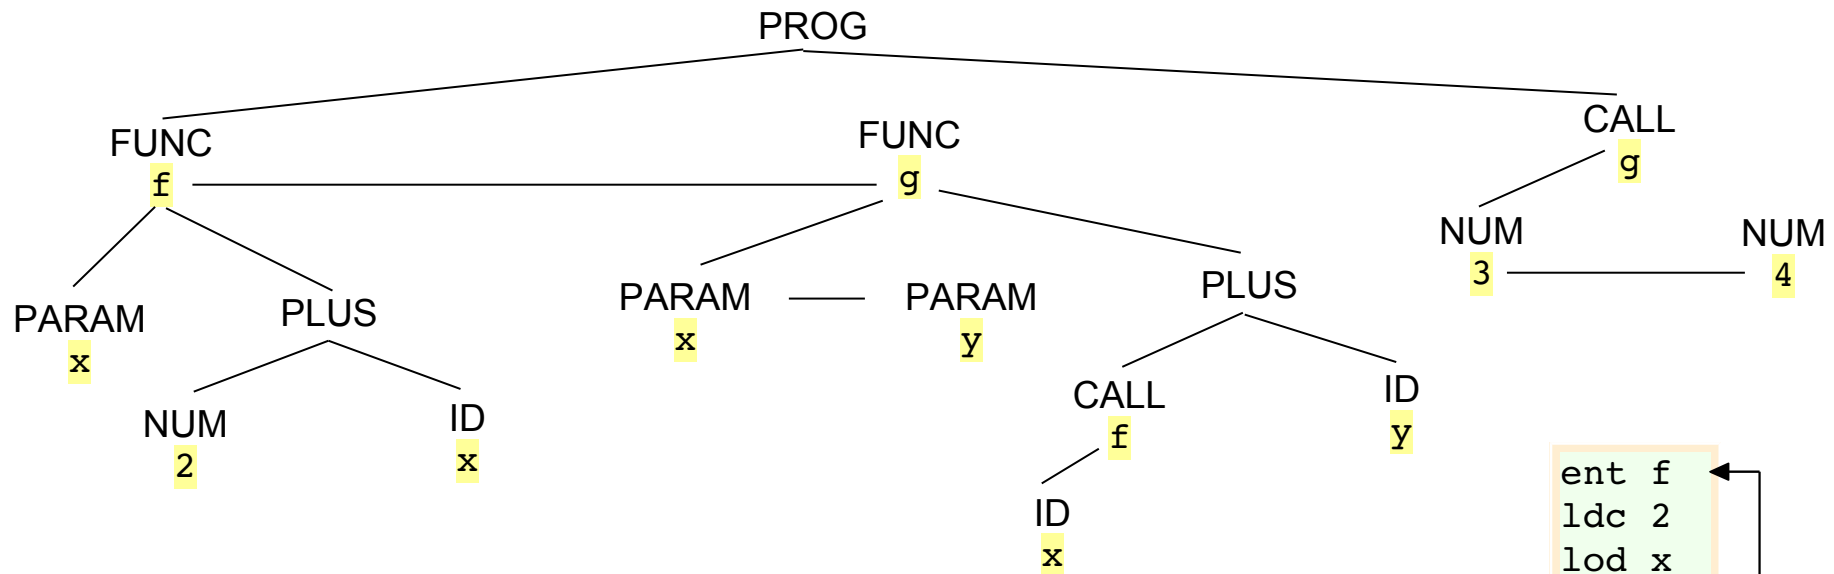 PROG
FUNC
f
FUNC
g
CALL
g
NUM
3
NUM
4
PARAM
x
PLUS
PARAM
x
PARAM
y
PLUS
NUM
2
ID
x
CALL
f
ID
y
ID
x
ent f
ldc 2
lod x